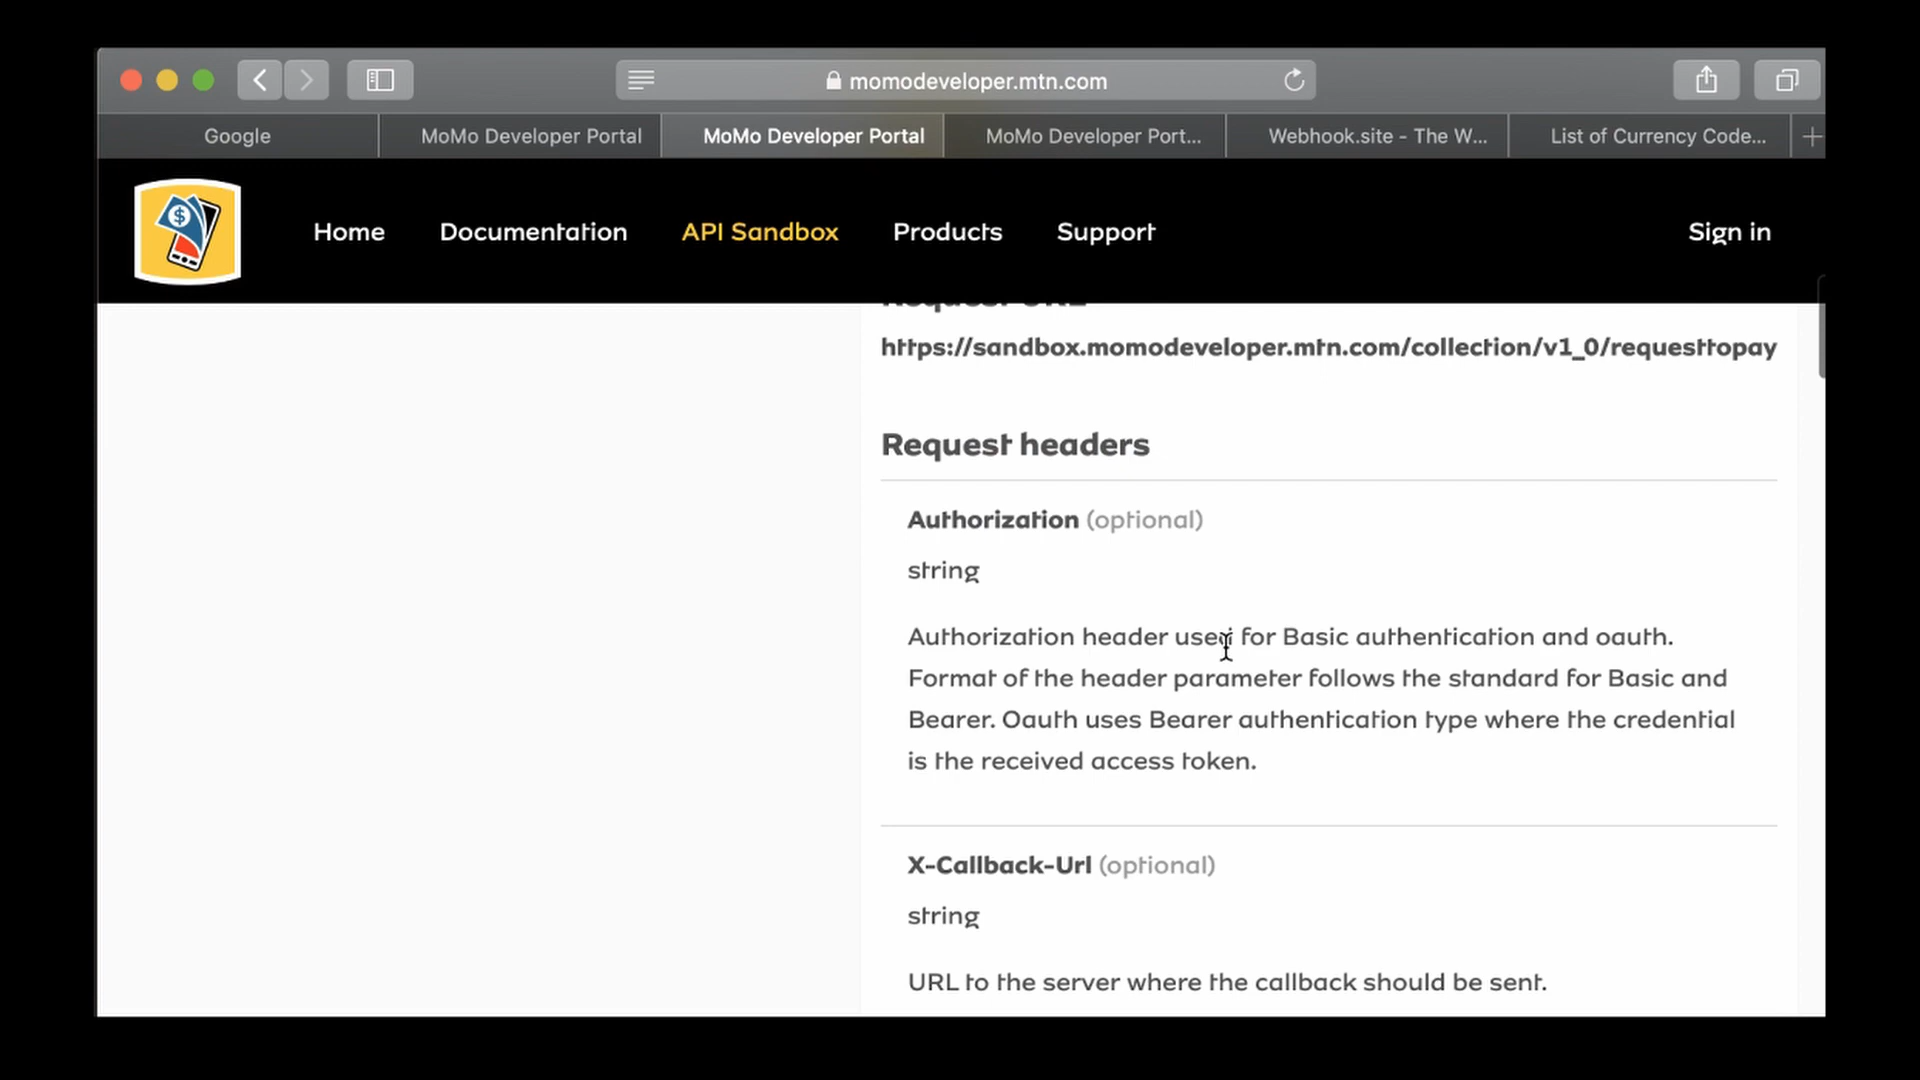 momodeveloper.mtn.com
Google
MoMo Developer Portal
MoMo Developer Portal
MoMo Developer Port...
Webhook.site - The W...
List of Currency Code...
$
Home
Documentation
API Sandbox
Products
Support
Sign in
Request URL
https://sandbox.momodeveloper.mtn.com/collection/v1_0/requesttopay
Request headers
Authorization (optional)
string
Authorization header used for Basic authentication and oauth.
Format of the header parameter follows the standard for Basic and
Bearer. Oauth uses Bearer authentication type where the credential
is the received access token.
X-Callback-Url (optional)
string
URL to the server where the callback should be sent.